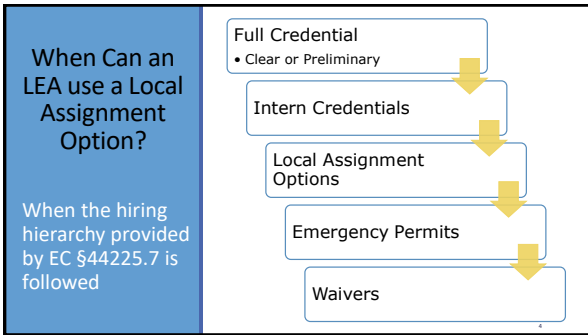 When Can an
LEA use a Local
Assignment
Option?
When the hiring
hierarchy provided
by EC §44225.7 is
followed
Full Credential
• Clear or Preliminary
Intern Credentials
Local Assignment
Options
Emergency Permits
Waivers
4